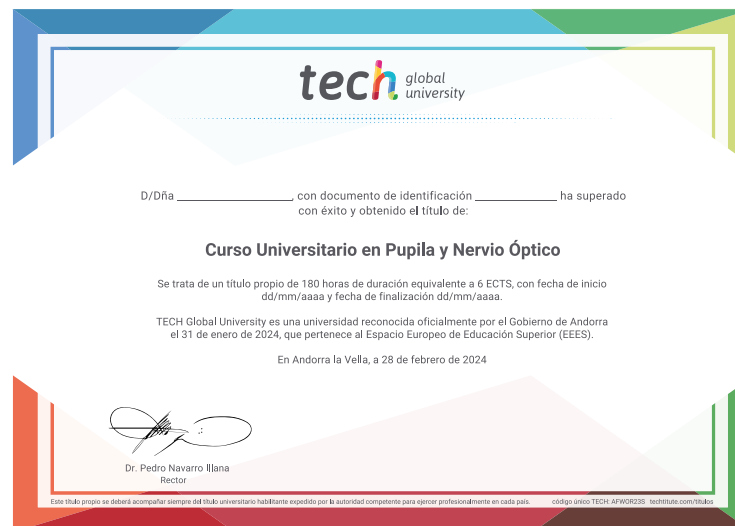 tech global university
D/Dña ____________________, con documento de identificación ______________ ha superado
con éxito y obtenido el título de:
Curso Universitario en Pupila y Nervio Óptico
Se trata de un título propio de 180 horas de duración equivalente a 6 ECTS, con fecha de inicio
dd/mm/aaaa y fecha de finalización dd/mm/aaaa.
TECH Global University es una universidad reconocida oficialmente por el Gobierno de Andorra
el 31 de enero de 2024, que pertenece al Espacio Europeo de Educación Superior (EEES).
En Andorra la Vella, a 28 de febrero de 2024
Dr. Pedro Navarro Illana
Rector
Este título propio se deberá acompañar siempre del título universitario habilitante expedido por la autoridad competente para ejercer profesionalmente en cada país. código único TECH: AFWOR23S techtitute.com/titulos